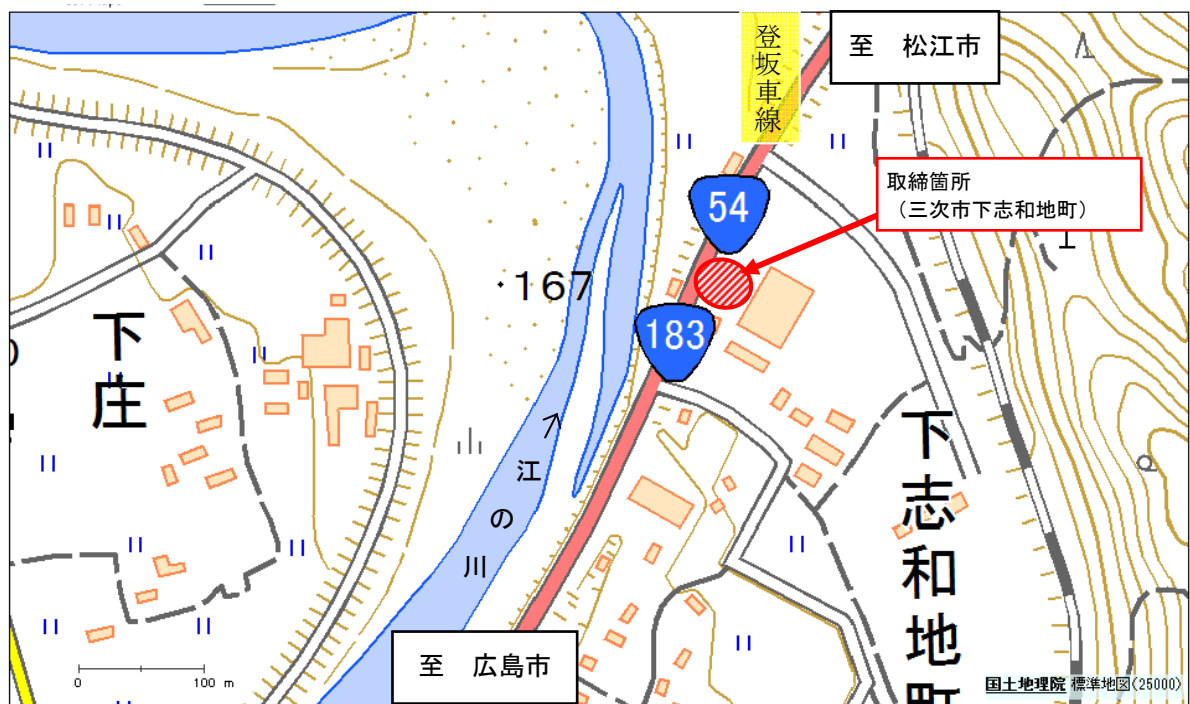 至 松江市
登坂車線
取締箇所
(三次市下志和地町)
54
・167
183
下庄
下志和地町
江の川
至 広島市
0 100 m
国土地理院 標準地図(25000)